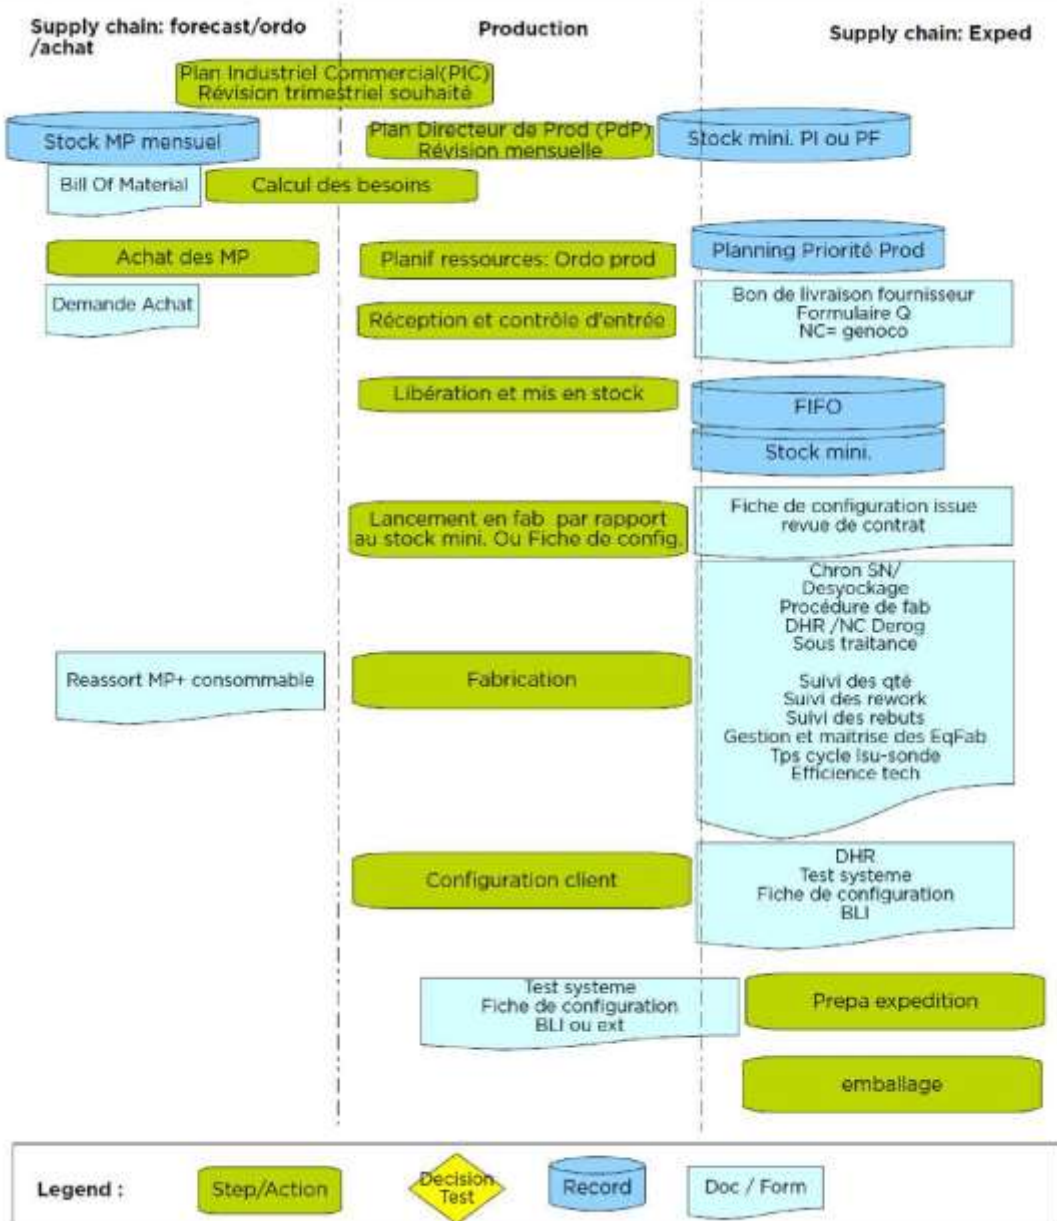 Supply chain: forecast/ordo
/achat
Production
Supply chain: Exped
Plan Industriel Commercial(PIC)
Révision trimestriel souhaité
Stock MP mensuel
Plan Directeur de Prod (PdP)
Révision mensuelle
Stock mini. PI ou PF
Bill Of Material
Calcul des besoins
Achat des MP
Planif ressources: Ordo prod
Planning Priorité Prod
Demande Achat
Réception et contrôle d'entrée
Bon de livraison fournisseur
Formulaire Q
NC= genoco
Libération et mis en stock
FIFO
Stock mini.
Lancement en fab par rapport
au stock mini. Ou Fiche de config.
Fiche de configuration issue
revue de contrat
Reassort MP+ consommable
Fabrication
Chron SN/
Desyockage
Procédure de fab
DHR /NC Derog
Sous traitance
Suivi des qté
Suivi des rework
Suivi des rebuts
Gestion et maitrise des EqFab
Tps cycle lsu-sonde
Efficience tech
Configuration client
DHR
Test systeme
Fiche de configuration
BLI
Test systeme
Fiche de configuration
BLI ou ext
Prepa expedition
emballage
Legend :
Step/Action
Decision
Test
Record
Doc / Form